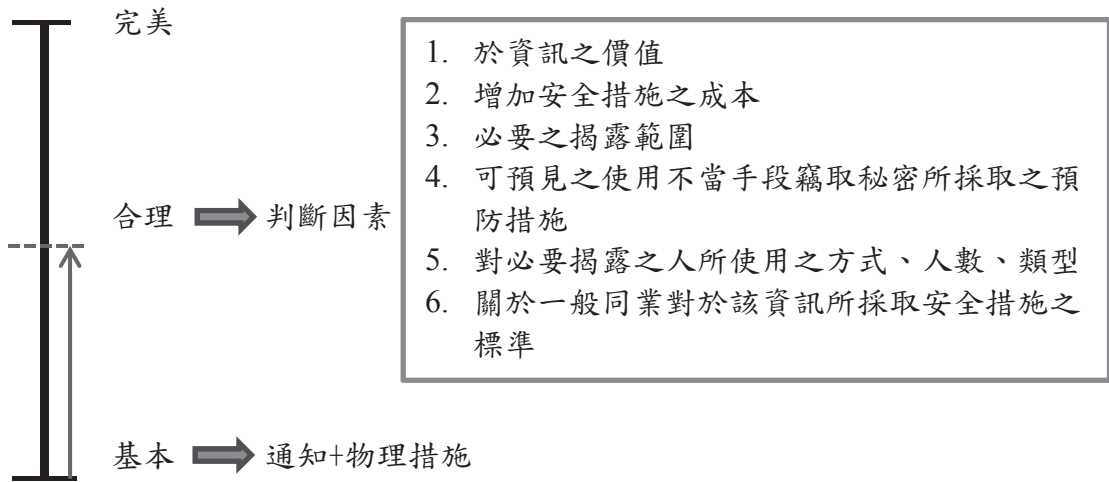 完美
1. 於資訊之價值
2. 增加安全措施之成本
3. 必要之揭露範圍
4. 可預見之使用不當手段竊取秘密所採取之預
防措施
5. 對必要揭露之人所使用之方式、人數、類型
6. 關於一般同業對於該資訊所採取安全措施之
標準
合理 判斷因素
基本 通知+物理措施